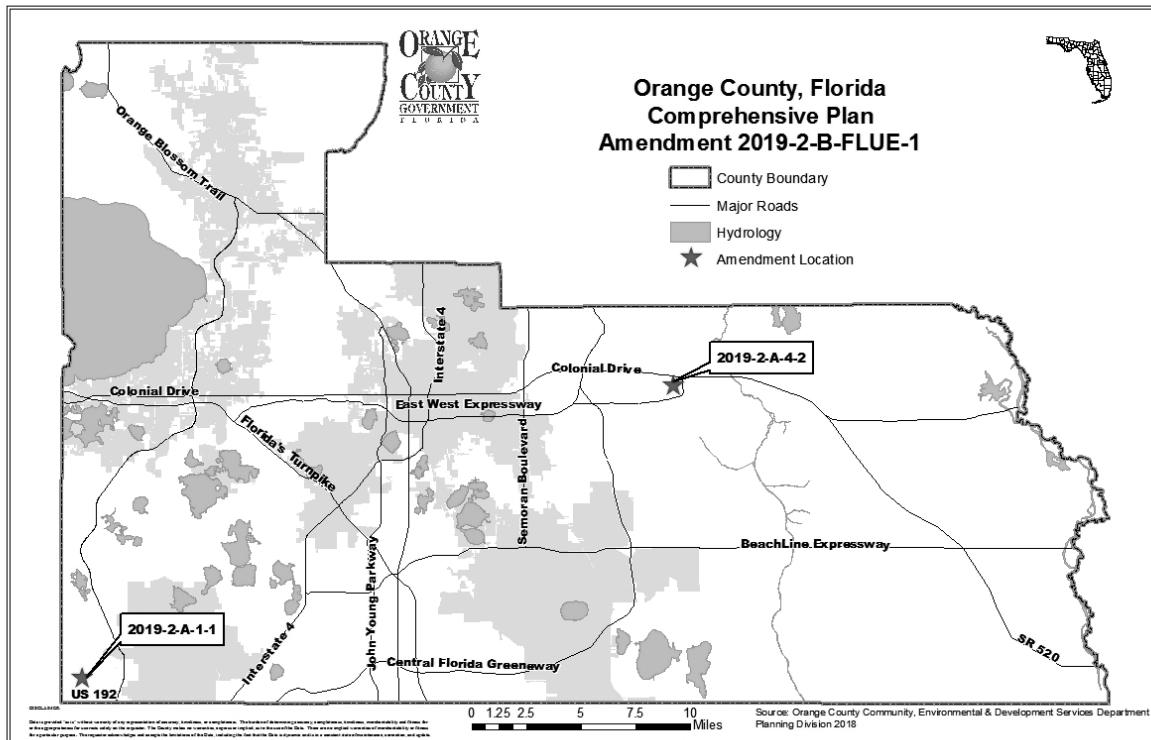 ORANGE
COUNTY
GOVERNMENT
FLORIDA
Orange County, Florida
Comprehensive Plan
Amendment 2019-2-B-FLUE-1
County Boundary
Major Roads
Hydrology
Amendment Location
Orange Blossom Trail
Interstate 4
2019-2-A-4-2
Colonial Drive
Colonial Drive
East West Expressway
Florida's Turnpike
Semoran Boulevard
BeachLine Expressway
John Young Parkway
2019-2-A-1-1
Interstate 4
Central Florida Greeneway
SR 520
US 192
0 1.25 2.5 5 7.5 10
Miles
Source: Orange County Community, Environmental & Development Services Department
Planning Division 2018